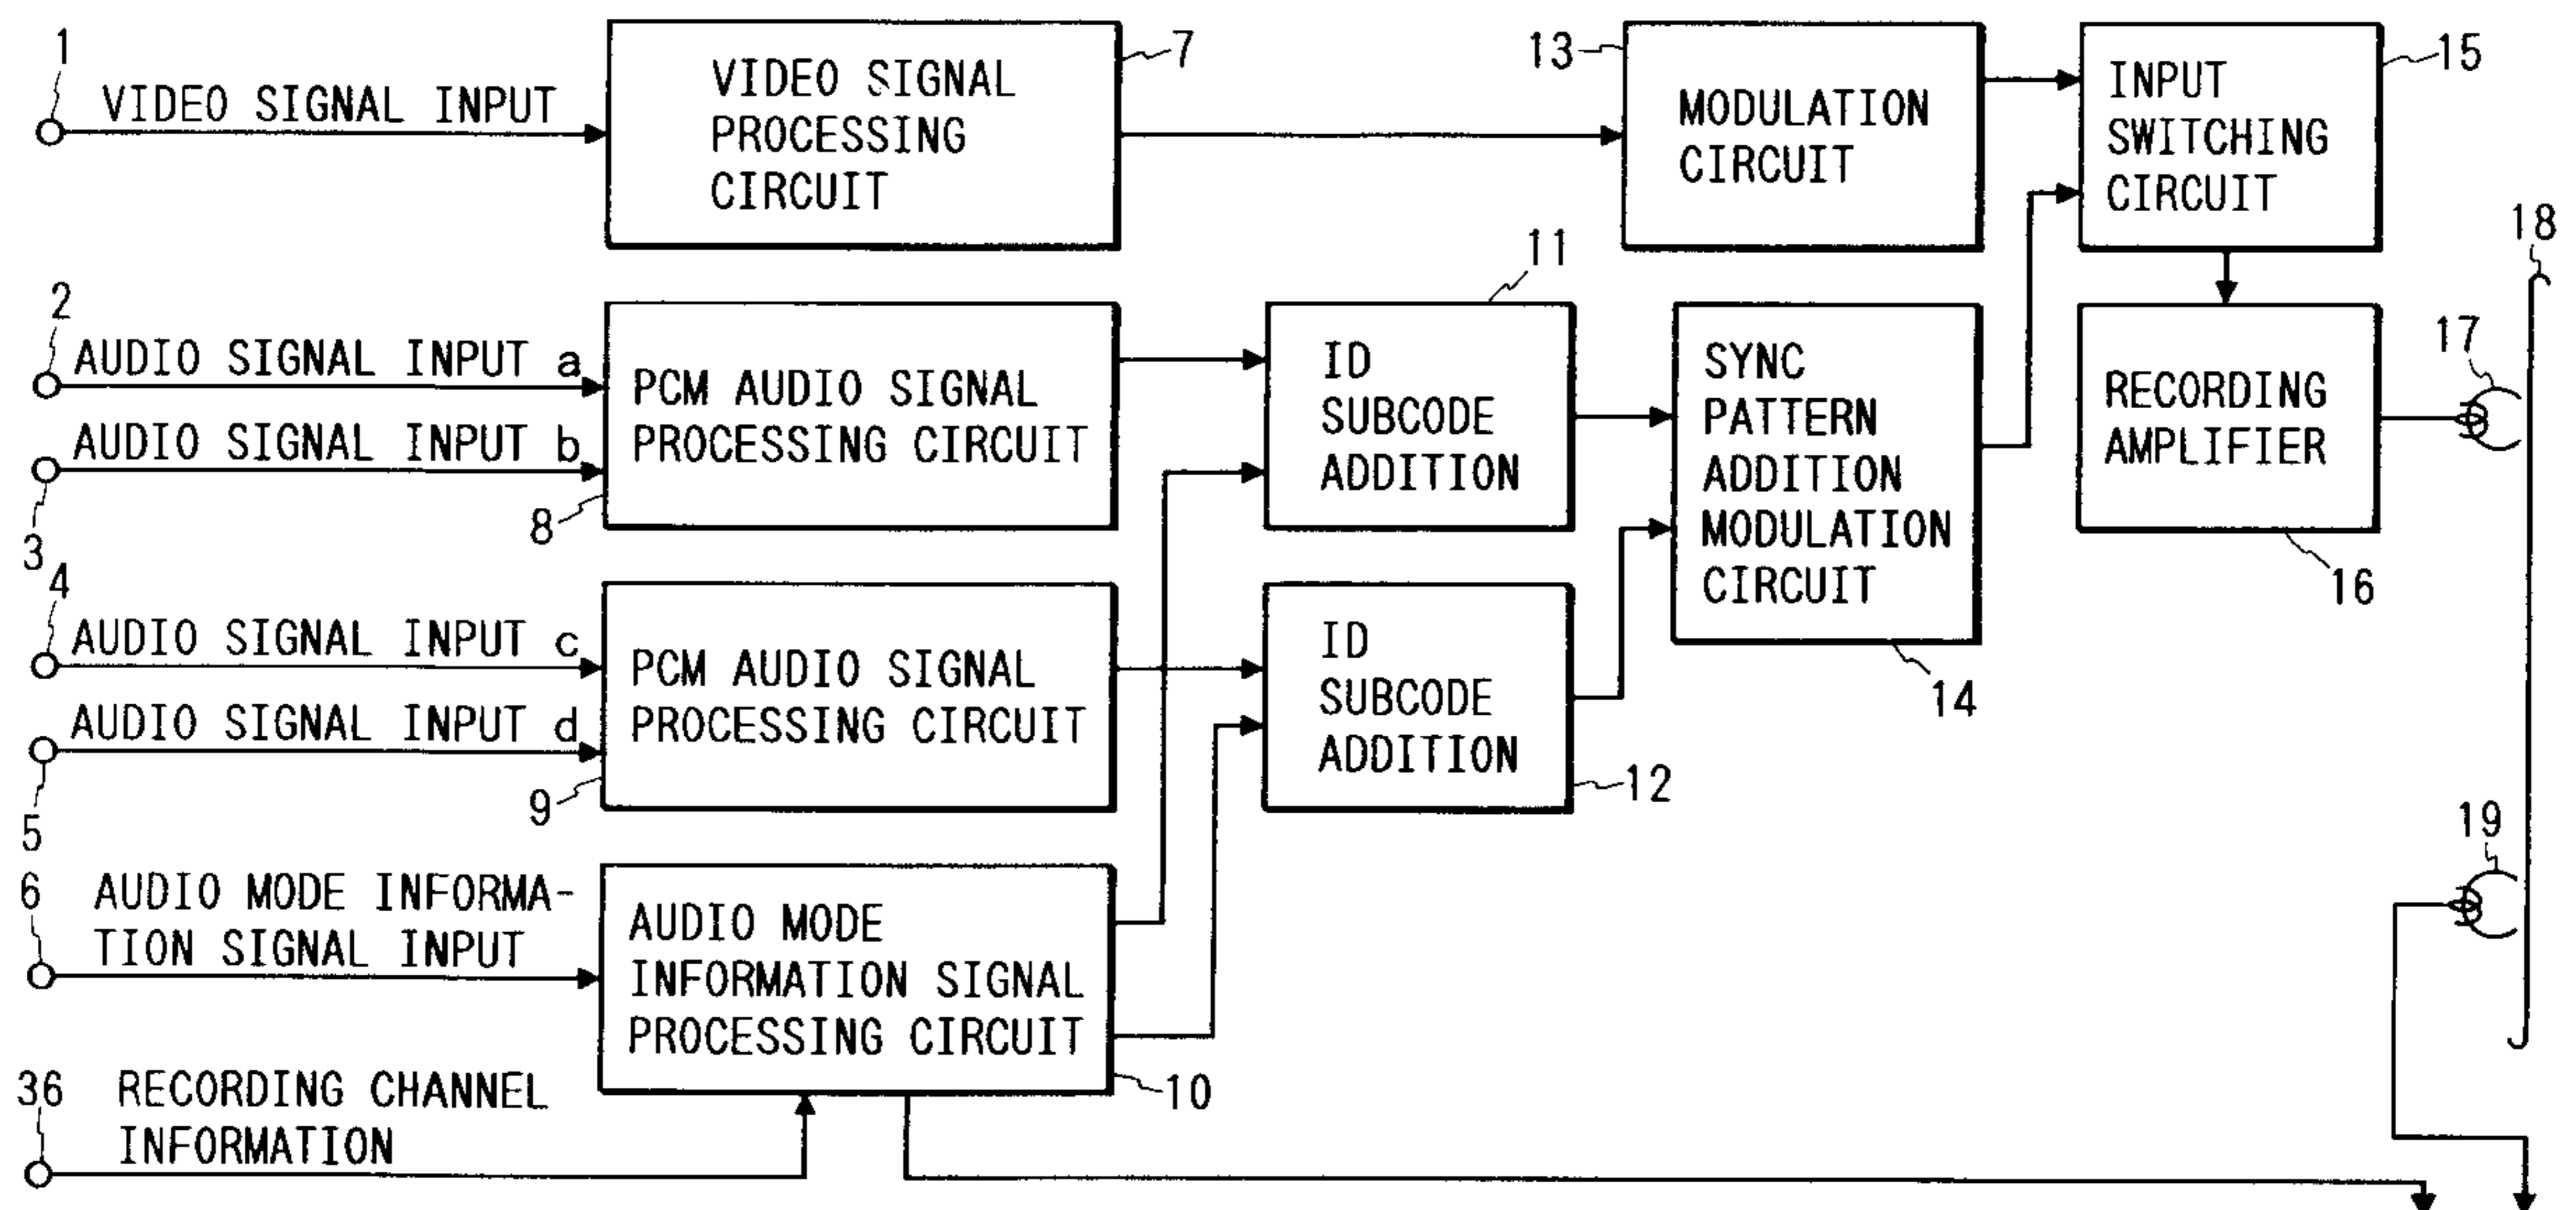 1
VIDEO SIGNAL INPUT
VIDEO SIGNAL
PROCESSING
CIRCUIT
7
13
MODULATION
CIRCUIT
INPUT
SWITCHING
CIRCUIT
15
2
AUDIO SIGNAL INPUT a
AUDIO SIGNAL INPUT b
3
PCM AUDIO SIGNAL
PROCESSING CIRCUIT
8
11
ID
SUBCODE
ADDITION
SYNC
PATTERN
ADDITION
MODULATION
CIRCUIT
14
RECORDING
AMPLIFIER
16
17
18
4
AUDIO SIGNAL INPUT c
AUDIO SIGNAL INPUT d
5
PCM AUDIO SIGNAL
PROCESSING CIRCUIT
9
ID
SUBCODE
ADDITION
12
19
6
AUDIO MODE INFORMA-
TION SIGNAL INPUT
AUDIO MODE
INFORMATION SIGNAL
PROCESSING CIRCUIT
10
36
RECORDING CHANNEL
INFORMATION